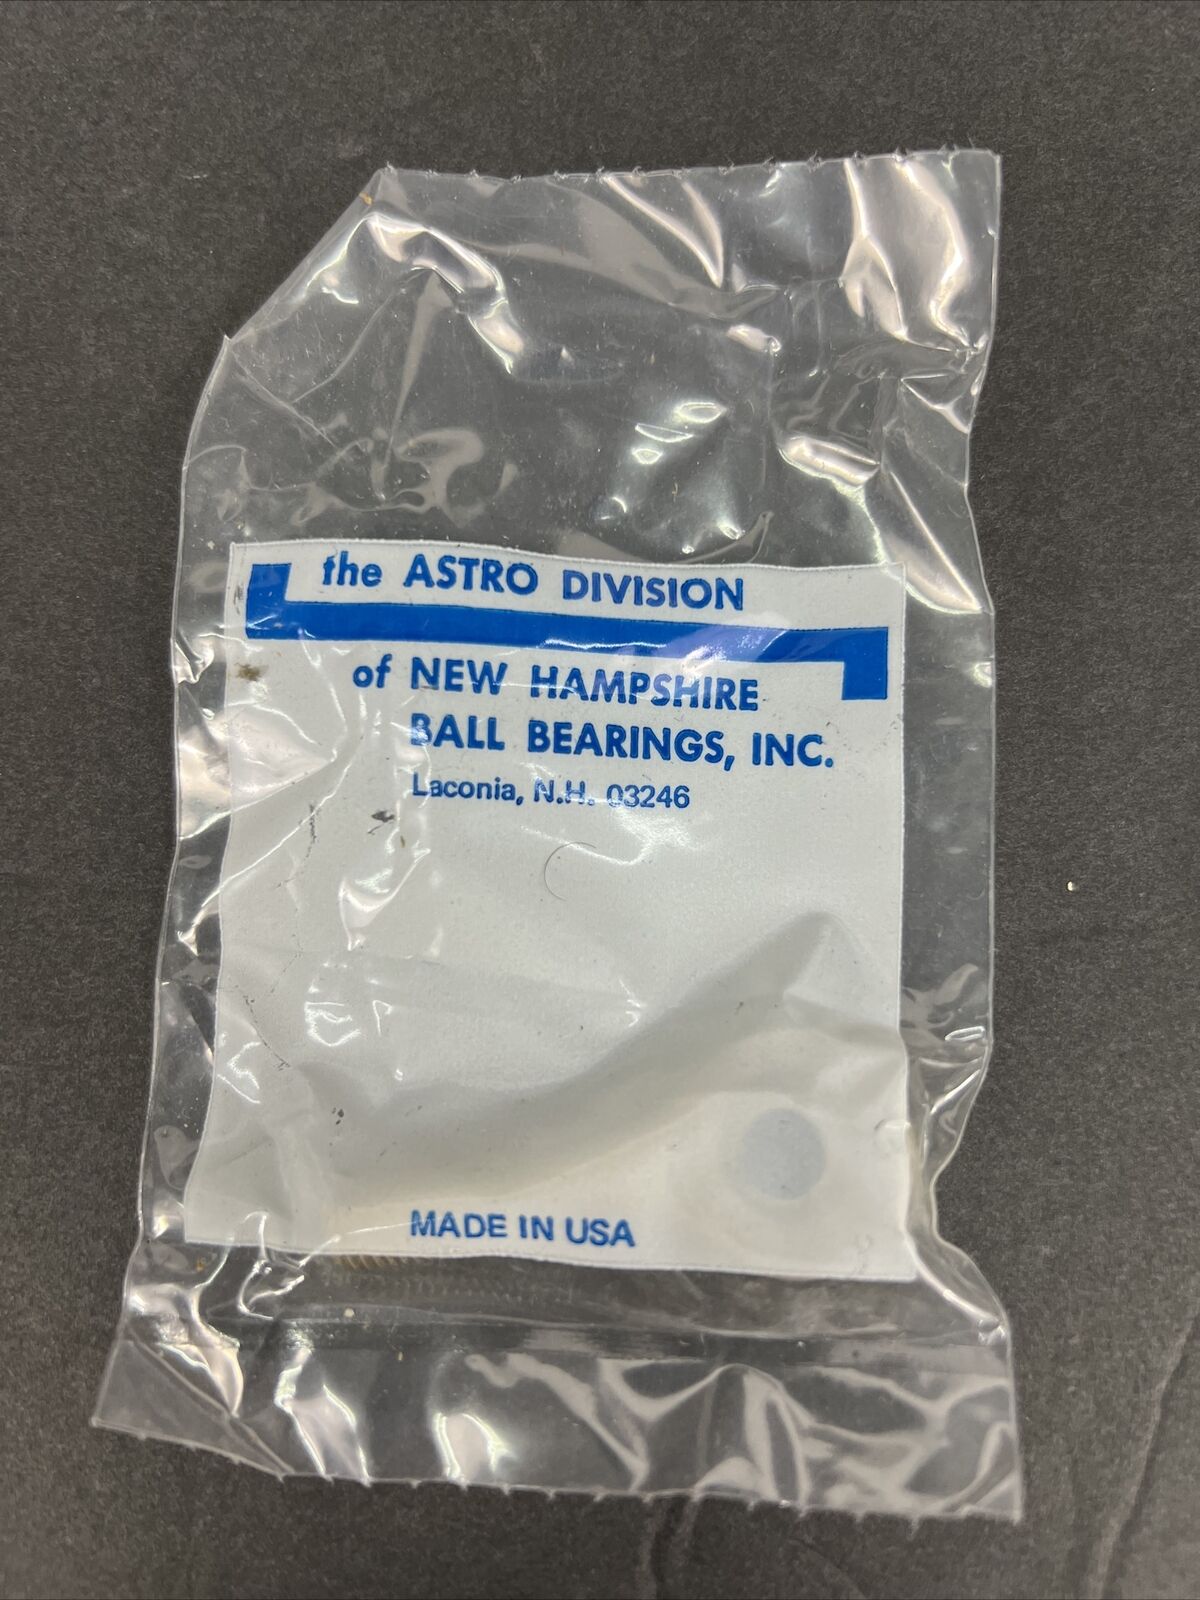 the ASTRO DIVISION
of NEW HAMPSHIRE
BALL BEARINGS, INC.
Laconia, N.H. 03246
MADE IN USA